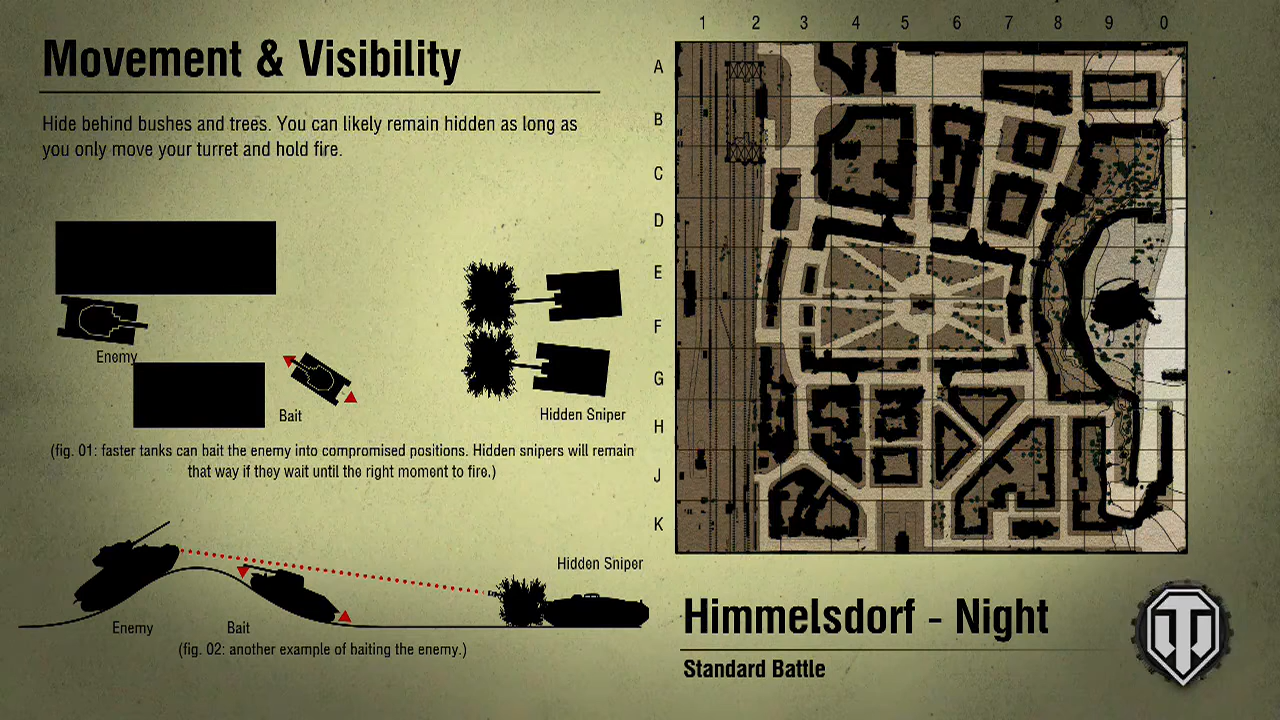 Movement & Visibility
Hide behind bushes and trees. You can likely remain hidden as long as
you only move your turret and hold fire.
Enemy
Bait
Hidden Sniper
(fig. 01: faster tanks can bait the enemy into compromised positions. Hidden snipers will remain
that way if they wait until the right moment to fire.)
Hidden Sniper
Enemy
Bait
(fig. 02: another example of baiting the enemy.)
1 2 3 4 5 6 7 8 9 0
A
B
C
D
E
F
G
H
J
K
Himmelsdorf - Night
Standard Battle